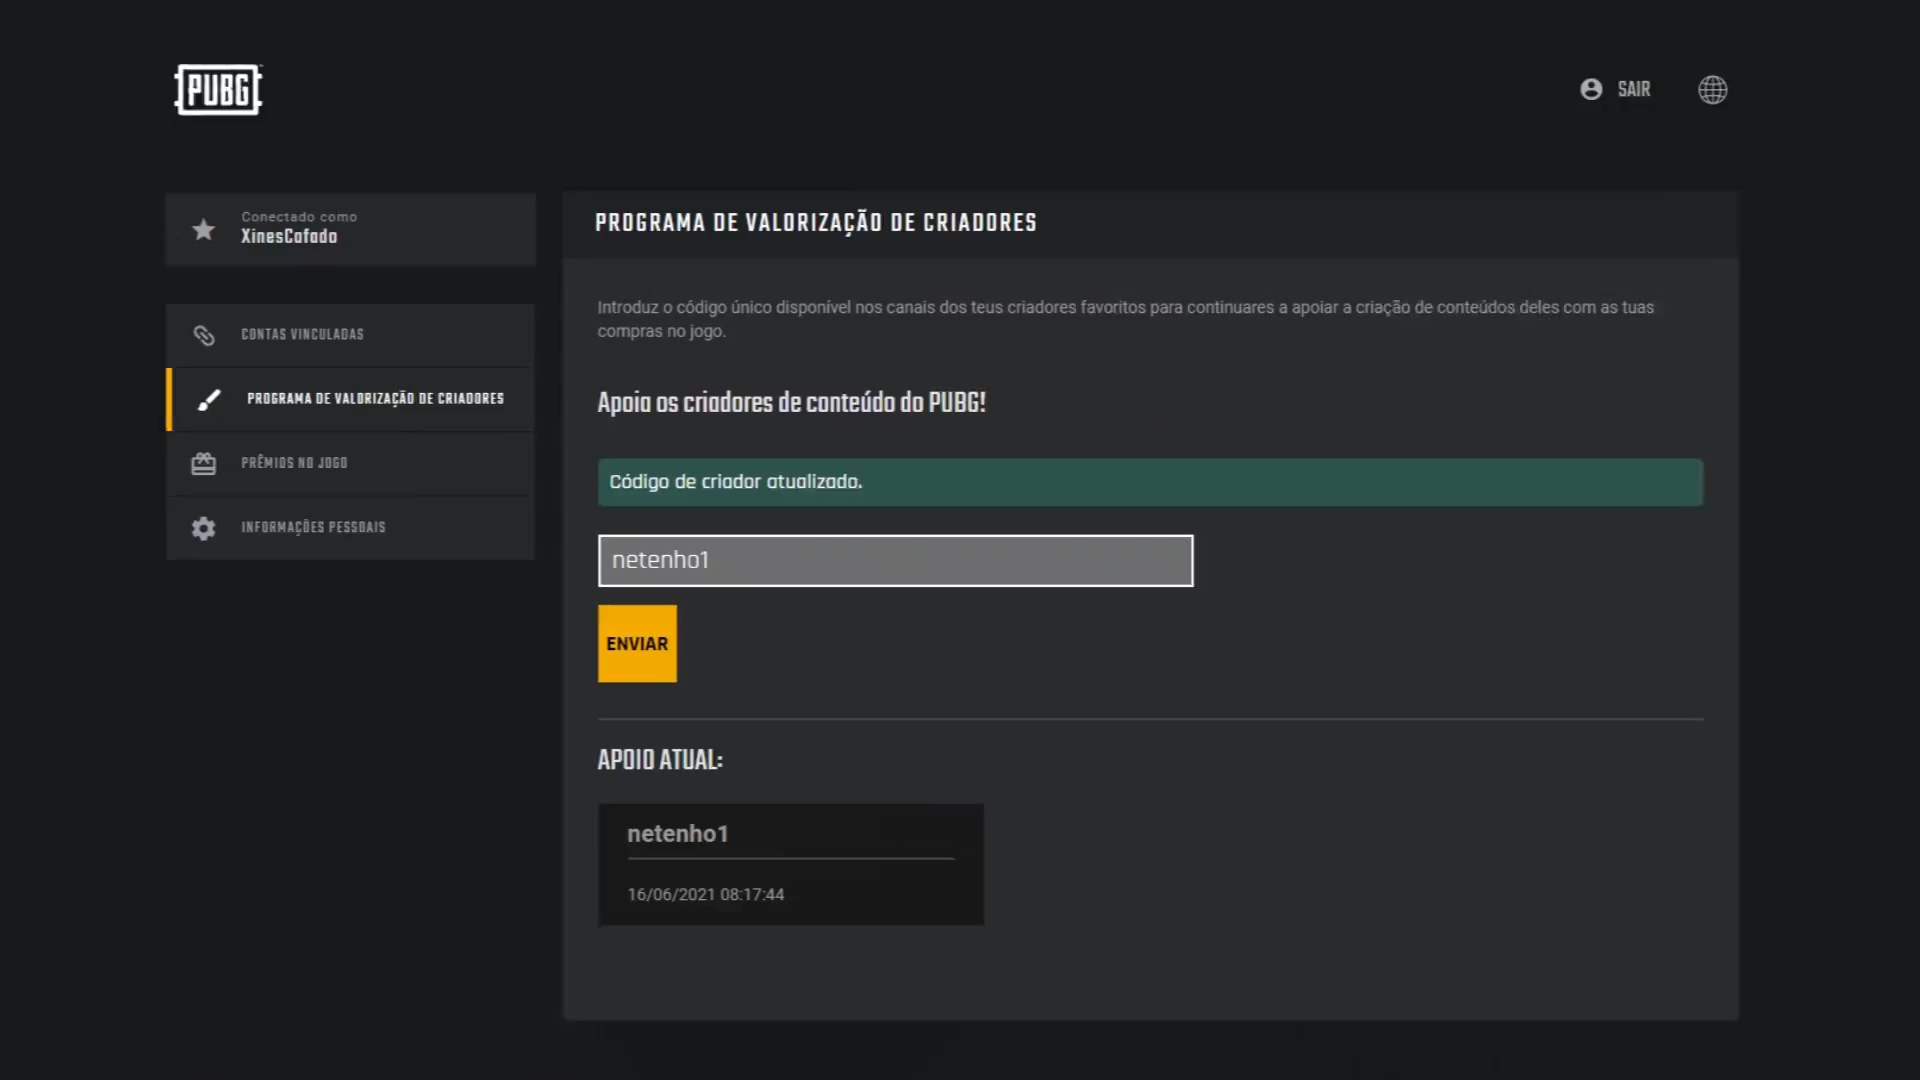 PUBG
SAIR
Conectado como
XinesCafado
CONTAS VINCULADAS
PROGRAMA DE VALORIZAÇÃO DE CRIADORES
PRÊMIOS NO JOGO
INFORMAÇÕES PESSOAIS
PROGRAMA DE VALORIZAÇÃO DE CRIADORES
Introduz o código único disponível nos canais dos teus criadores favoritos para continuares a apoiar a criação de conteúdos deles com as tuas
compras no jogo.
Apoia os criadores de conteúdo do PUBG!
Código de criador atualizado.
netenho1
ENVIAR
APOIO ATUAL:
netenho1
16/06/2021 08:17:44